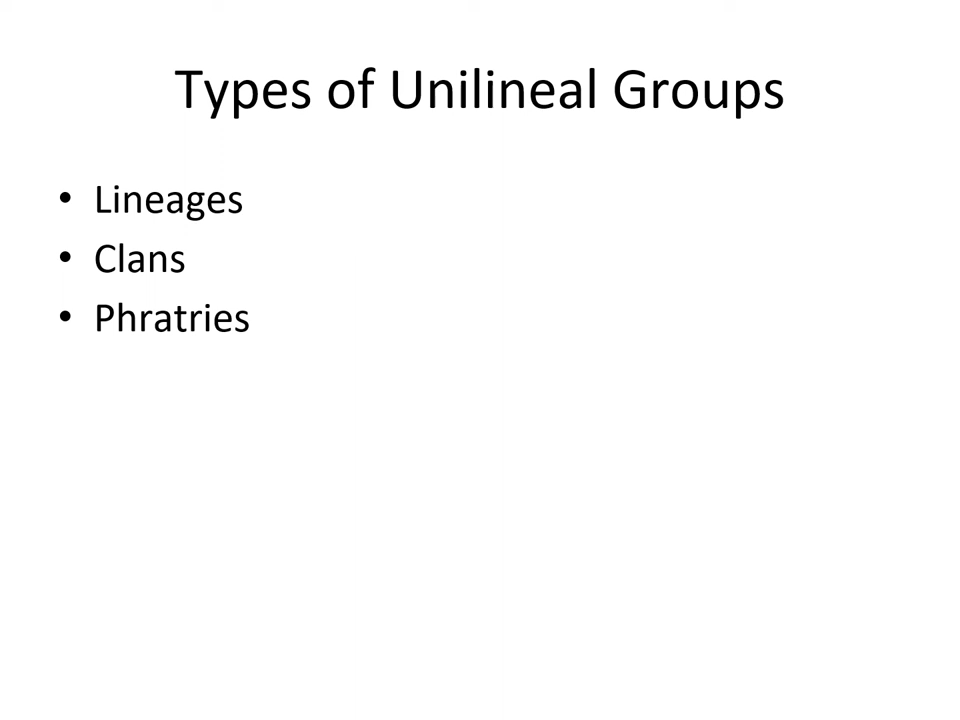 Types of Unilineal Groups
• Lineages
• Clans
• Phratries